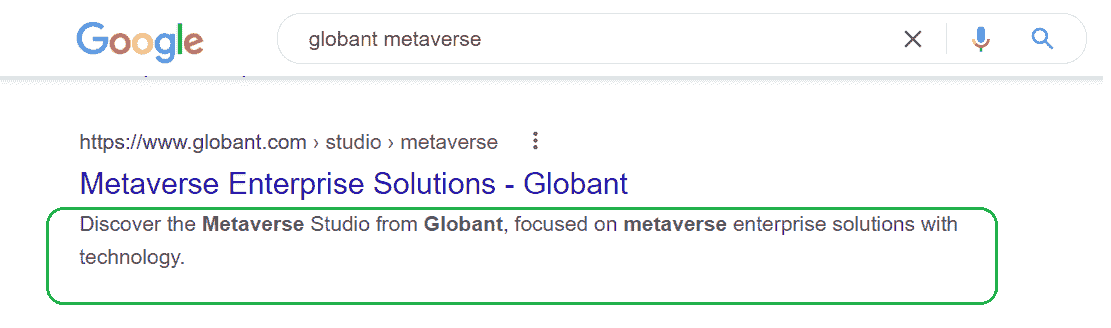 Google
globant metaverse
https://www.globant.com › studio › metaverse
Metaverse Enterprise Solutions - Globant
Discover the Metaverse Studio from Globant, focused on metaverse enterprise solutions with
technology.